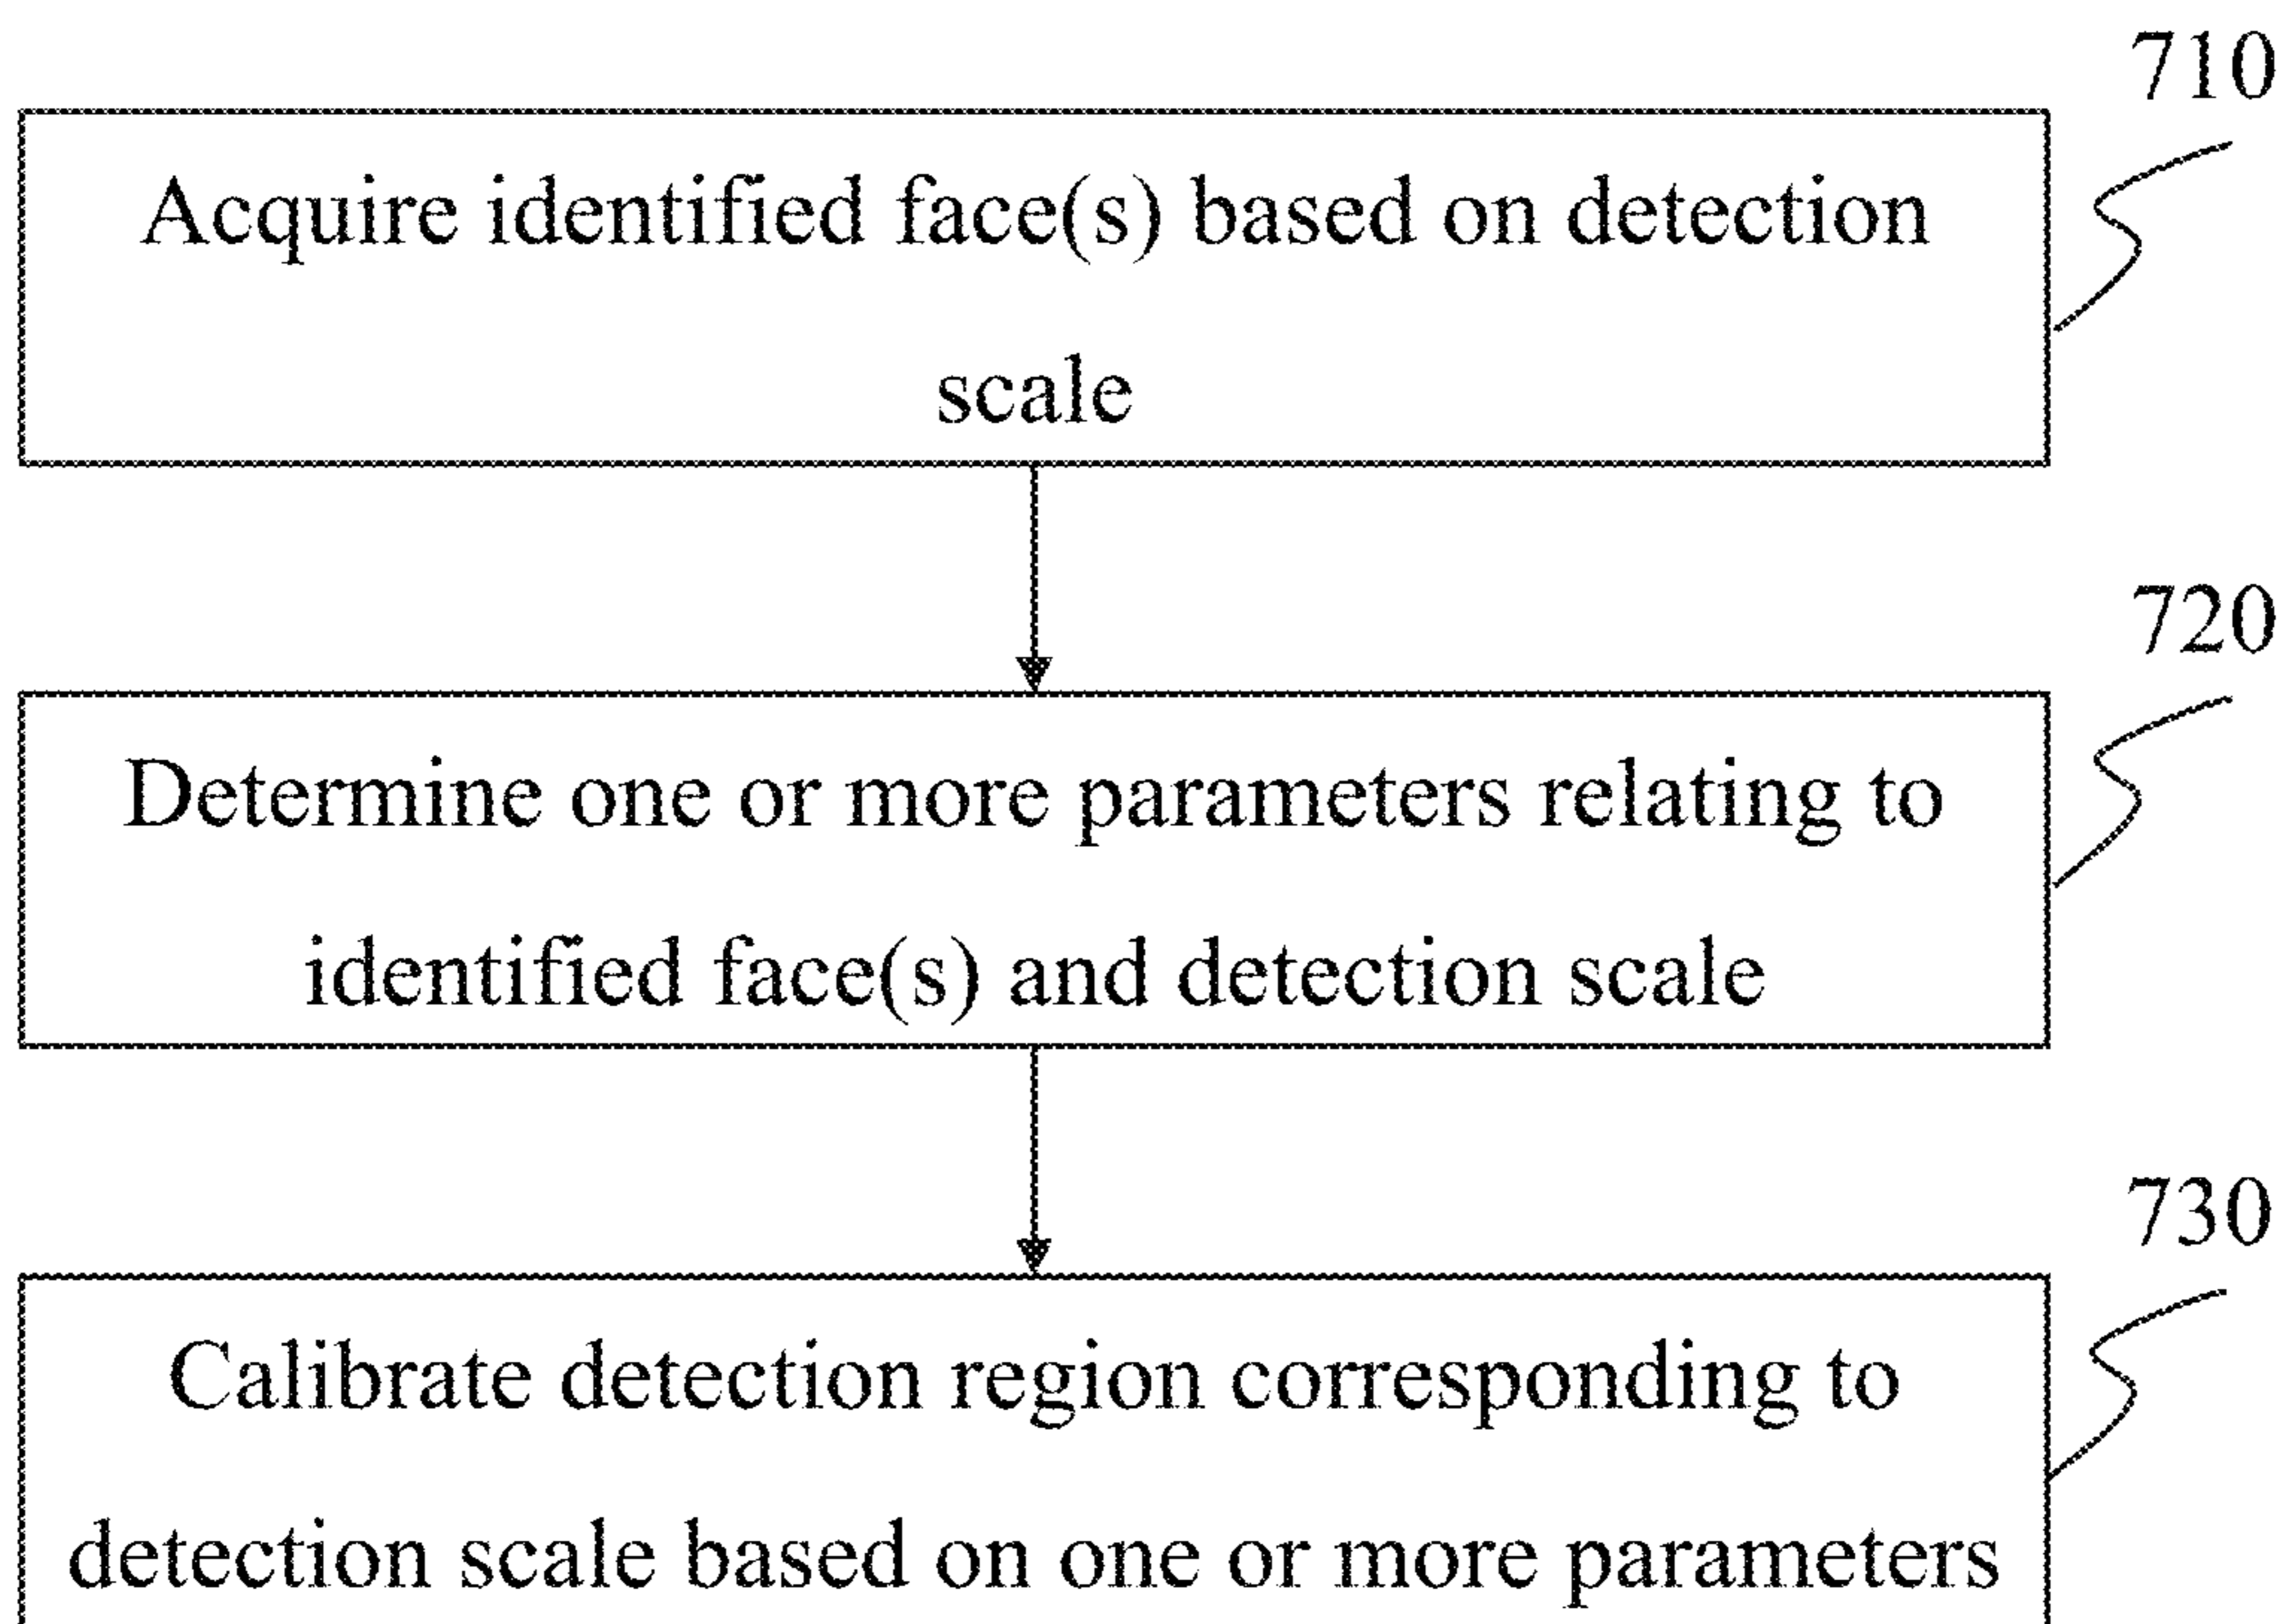 710
Acquire identified face(s) based on detection
scale
720
Determine one or more parameters relating to
identified face(s) and detection scale
730
Calibrate detection region corresponding to
detection scale based on one or more parameters